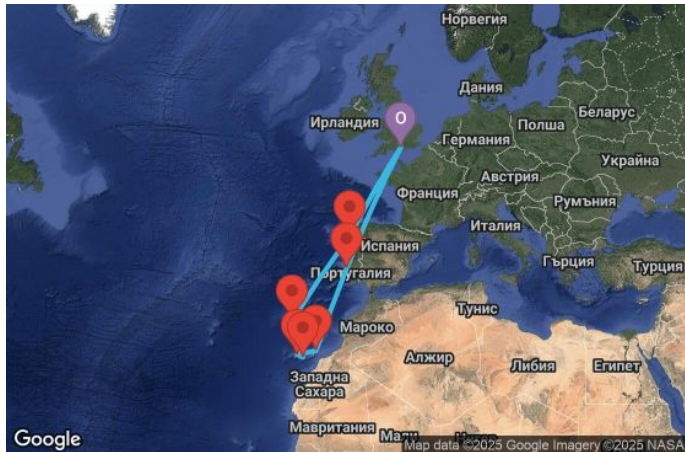 Норвегия
O
Дания
Ирландия
Беларус
Полша
Германия
Украйна
Австрия
Франция
Румъния
Италия
Испания
Гърция
Турция
Португалия
Тунис
Мароко
Алжир
Либия
Египет
Западна
Сахара
Мавритания
Мали
Google
Map data ©2025 Google Imagery ©2025 NASA